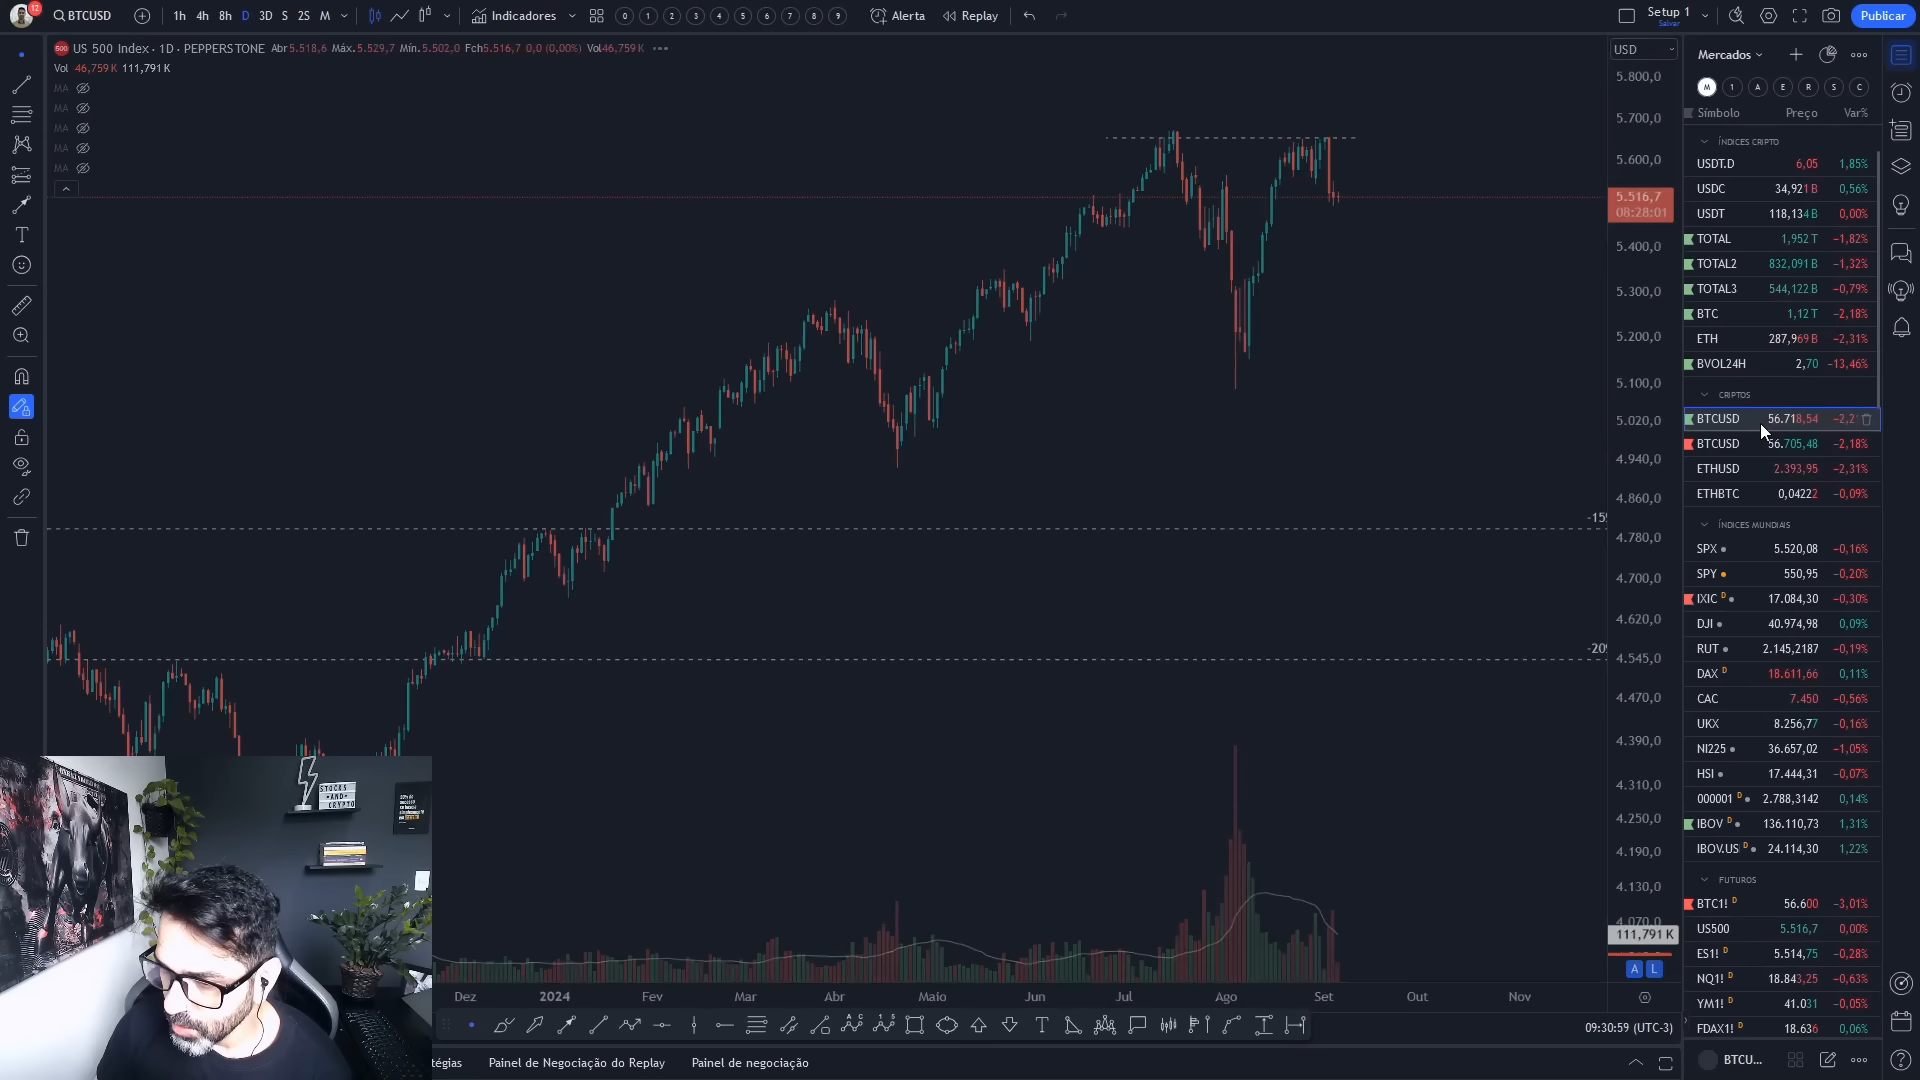 12
BTCUSD
1h 4h 8h D 3D S 2S M
Indicadores
0 1 2 3 4 5 6 7 8 9
Alerta
Replay
Setup 1
Salvar
Publicar
500 US 500 Index · 1D · PEPPERSTONE Abr5.518,6 Máx.5.529,7 Mín.5.502,0 Fch5.516,7 0,0 (0,00%) Vol46,759 K
Vol 46,759 K 111,791 K
MA
MA
MA
MA
MA
USD
5.800,0
5.700,0
5.600,0
5.516,7
08:28:01
5.400,0
5.300,0
5.200,0
5.100,0
5.020,0
4.940,0
4.860,0
-15
4.780,0
4.700,0
4.620,0
-20
4.545,0
4.470,0
4.390,0
4.310,0
4.250,0
4.190,0
4.130,0
4.070,0
111,791 K
A L
Dez 2024 Fev Mar Abr Maio Jun Jul Ago Set Out Nov
09:30:59 (UTC-3)
tégias Painel de Negociação do Replay Painel de negociação
STOCKS
AND
CRYPTO
Mercados
M 1 A E R S C
Símbolo Preço Var%
ÍNDICES CRIPTO
USDT.D 6,05 1,85%
USDC 34,921 B 0,56%
USDT 118,134 B 0,00%
TOTAL 1,952 T −1,82%
TOTAL2 832,091 B −1,32%
TOTAL3 544,122 B −0,79%
BTC 1,12 T −2,18%
ETH 287,969 B −2,31%
BVOL24H 2,70 −13,46%
CRIPTOS
BTCUSD 56.718,54 −2,2
BTCUSD 56.705,48 −2,18%
ETHUSD 2.393,95 −2,31%
ETHBTC 0,04222 −0,09%
ÍNDICES MUNDIAIS
SPX 5.520,08 −0,16%
SPY 550,95 −0,20%
IXIC D 17.084,30 −0,30%
DJI 40.974,98 0,09%
RUT 2.145,2187 −0,19%
DAX D 18.611,66 0,11%
CAC 7.450 −0,56%
UKX 8.256,77 −0,16%
NI225 36.657,02 −1,05%
HSI 17.444,31 −0,07%
000001 D 2.788,3142 0,14%
IBOV D 136.110,73 1,31%
IBOV.US D 24.114,30 1,22%
FUTUROS
BTC1! D 56.600 −3,01%
US500 5.516,7 0,00%
ES1! D 5.514,75 −0,28%
NQ1! D 18.843,25 −0,63%
YM1! D 41.031 −0,05%
FDAX1! D 18.636 0,06%
BTCU...